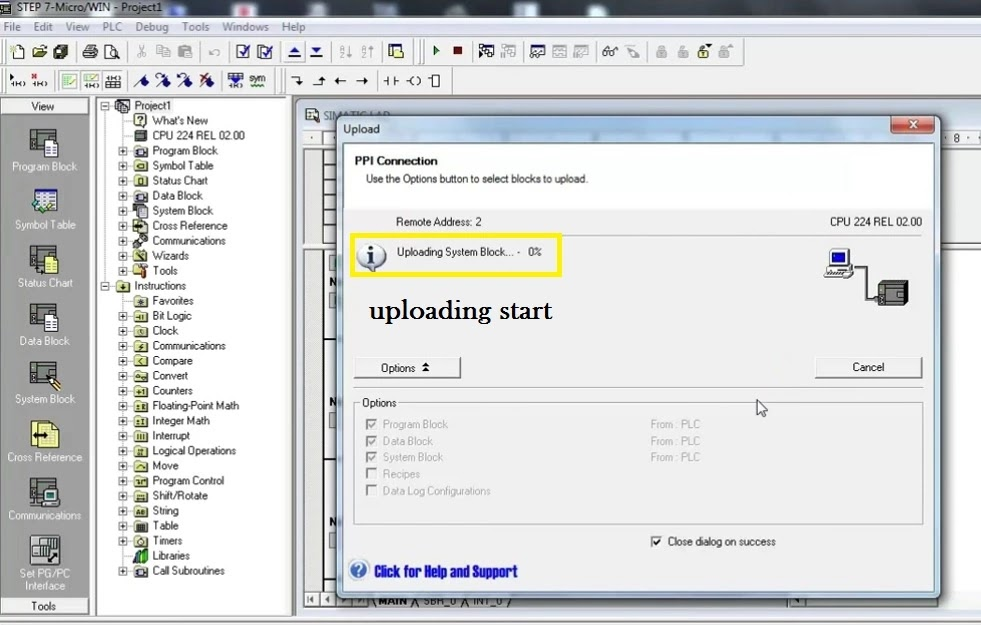 STEP 7-Micro/WIN - Project1
File Edit View PLC Debug Tools Windows Help
sym
View
Program Block
Symbol Table
Status Chart
Data Block
System Block
Cross Reference
Communications
Set PG/PC
Interface
Tools
Project1
What's New
CPU 224 REL 02.00
Program Block
Symbol Table
Status Chart
Data Block
System Block
Cross Reference
Communications
Wizards
Tools
Instructions
Favorites
Bit Logic
Clock
Communications
Compare
Convert
Counters
Floating-Point Math
Integer Math
Interrupt
Logical Operations
Move
Program Control
Shift/Rotate
String
Table
Timers
Libraries
Call Subroutines
SIMATIC LAD
8
Upload
PPI Connection
Use the Options button to select blocks to upload.
Remote Address: 2 CPU 224 REL 02.00
Uploading System Block... - 0%
uploading start
Options Cancel
Options
Program Block From : PLC
Data Block From : PLC
System Block From : PLC
Recipes
Data Log Configurations
Close dialog on success
Click for Help and Support
MAIN SBR_0 INT_0